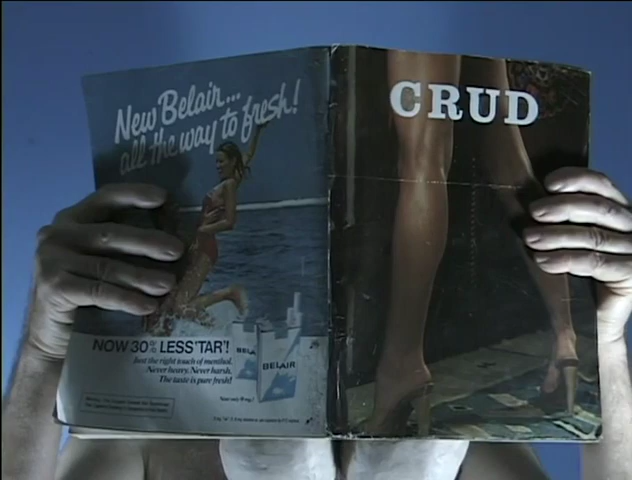 New Belair...
all the way to fresh!
CRUD
NOW 30% LESS 'TAR'!
Just the right touch of menthol.
Never heavy. Never harsh.
The taste is pure fresh!
BELA
BELAIR